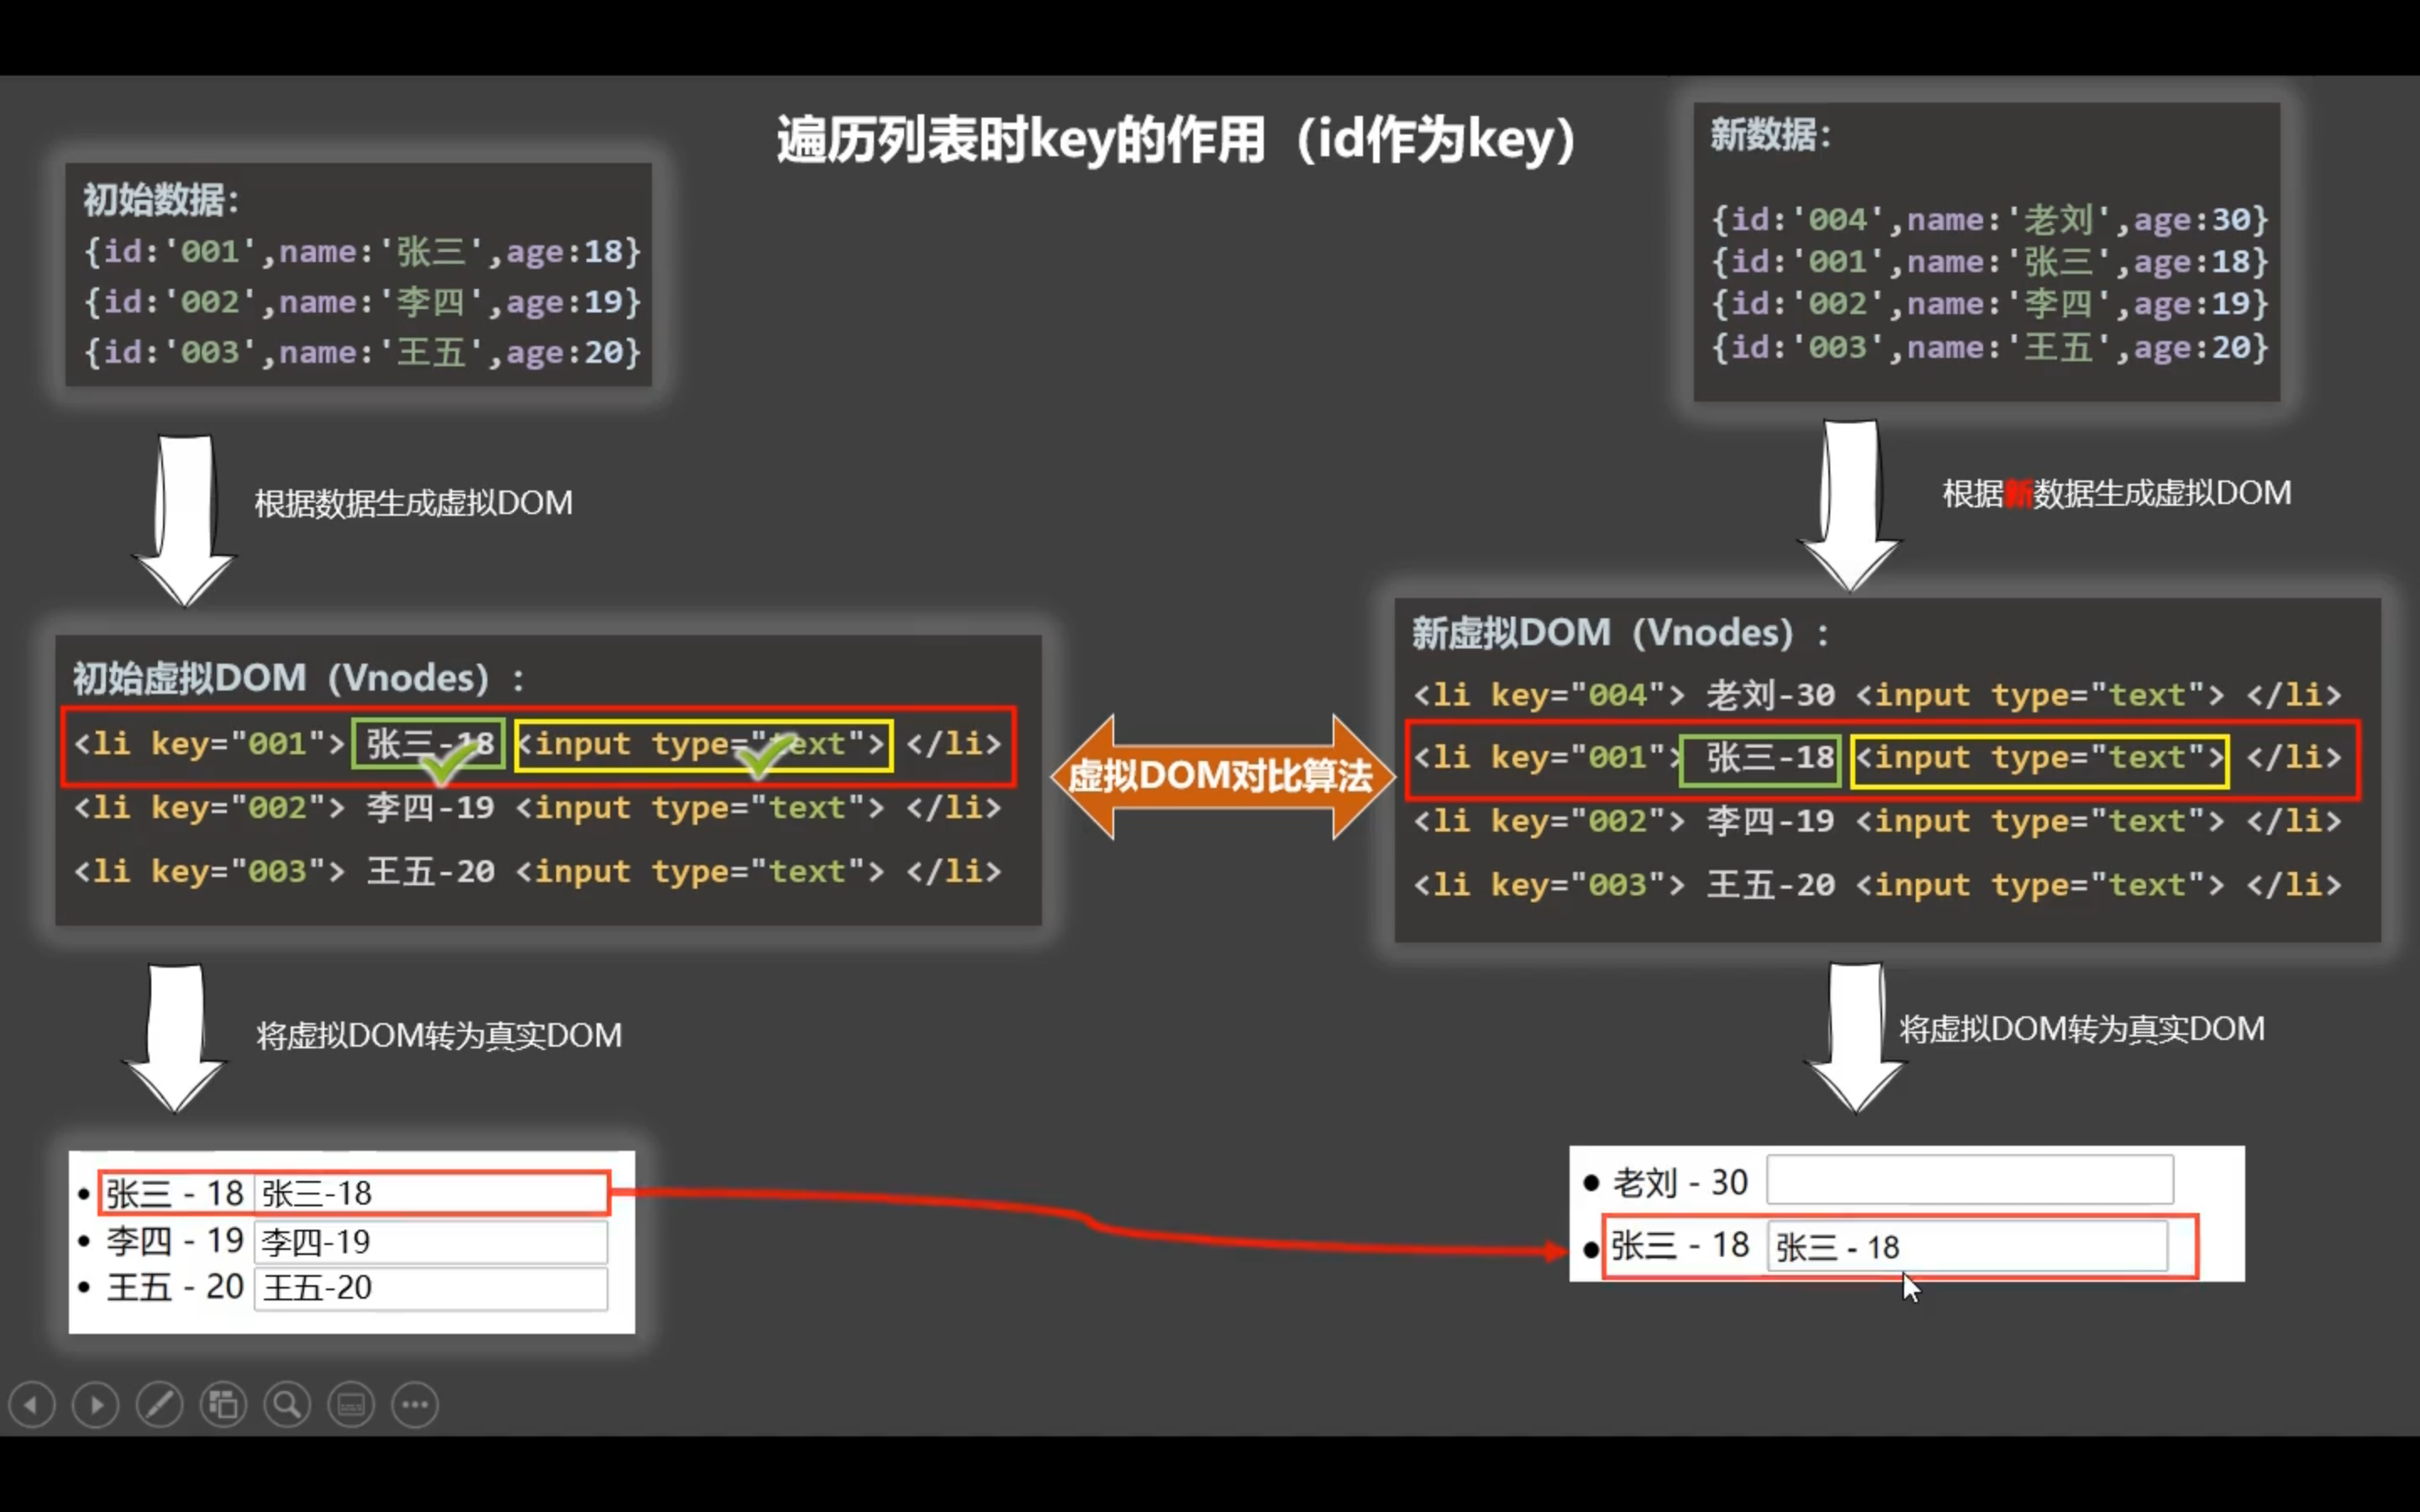 遍历列表时key的作用（id作为key）
初始数据：
{id:'001',name:'张三',age:18}
{id:'002',name:'李四',age:19}
{id:'003',name:'王五',age:20}
新数据：
{id:'004',name:'老刘',age:30}
{id:'001',name:'张三',age:18}
{id:'002',name:'李四',age:19}
{id:'003',name:'王五',age:20}
根据数据生成虚拟DOM
根据新数据生成虚拟DOM
初始虚拟DOM（Vnodes）：
<li key="001"> 张三-18 <input type="text"> </li>
<li key="002"> 李四-19 <input type="text"> </li>
<li key="003"> 王五-20 <input type="text"> </li>
虚拟DOM对比算法
新虚拟DOM（Vnodes）：
<li key="004"> 老刘-30 <input type="text"> </li>
<li key="001"> 张三-18 <input type="text"> </li>
<li key="002"> 李四-19 <input type="text"> </li>
<li key="003"> 王五-20 <input type="text"> </li>
将虚拟DOM转为真实DOM
将虚拟DOM转为真实DOM
张三 - 18 张三-18
李四 - 19 李四-19
王五 - 20 王五-20
老刘 - 30
张三 - 18 张三 - 18